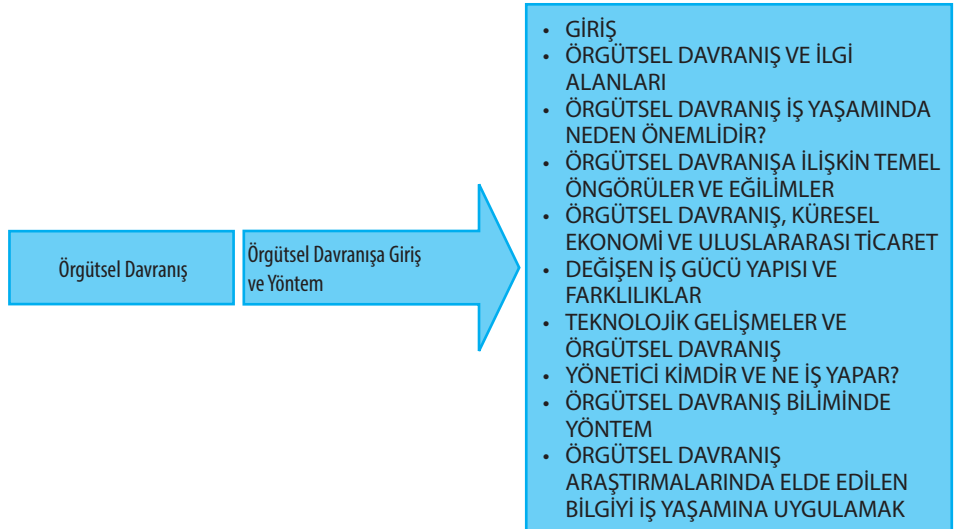 Örgütsel Davranış
Örgütsel Davranışa Giriş
ve Yöntem
• GİRİŞ
• ÖRGÜTSEL DAVRANIŞ VE İLGİ
ALANLARI
• ÖRGÜTSEL DAVRANIŞ İŞ YAŞAMINDA
NEDEN ÖNEMLİDİR?
• ÖRGÜTSEL DAVRANIŞA İLİŞKİN TEMEL
ÖNGÖRÜLER VE EĞİLİMLER
• ÖRGÜTSEL DAVRANIŞ, KÜRESEL
EKONOMİ VE ULUSLARARASI TİCARET
• DEĞİŞEN İŞ GÜCÜ YAPISI VE
FARKLILIKLAR
• TEKNOLOJİK GELİŞMELER VE
ÖRGÜTSEL DAVRANIŞ
• YÖNETİCİ KİMDİR VE NE İŞ YAPAR?
• ÖRGÜTSEL DAVRANIŞ BİLİMİNDE
YÖNTEM
• ÖRGÜTSEL DAVRANIŞ
ARAŞTIRMALARINDA ELDE EDİLEN
BİLGİYİ İŞ YAŞAMINA UYGULAMAK